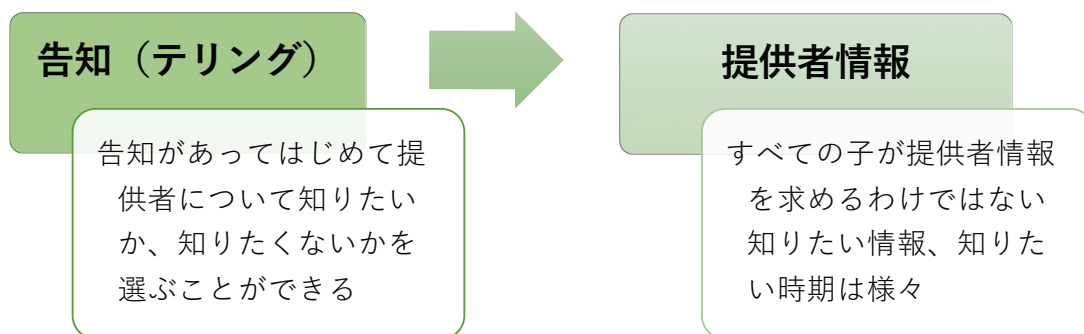 告知（テリング）
告知があってはじめて提
供者について知りたい
か、知りたくないかを
選ぶことができる
提供者情報
すべての子が提供者情報
を求めるわけではない
知りたい情報、知りた
い時期は様々